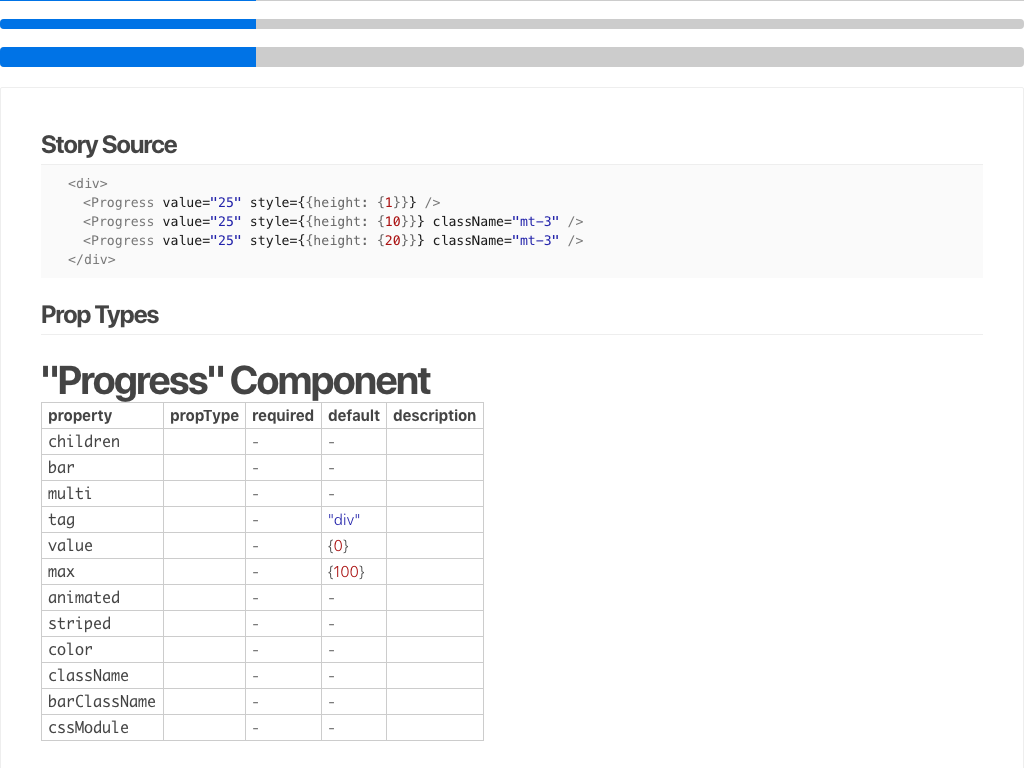 Story Source
<div>
<Progress value="25" style={{height: {1}}} />
<Progress value="25" style={{height: {10}}} className="mt-3" />
<Progress value="25" style={{height: {20}}} className="mt-3" />
</div>
Prop Types
"Progress" Component
property propType required default description
children - -
bar - -
multi - -
tag - "div"
value - {0}
max - {100}
animated - -
striped - -
color - -
className - -
barClassName - -
cssModule - -